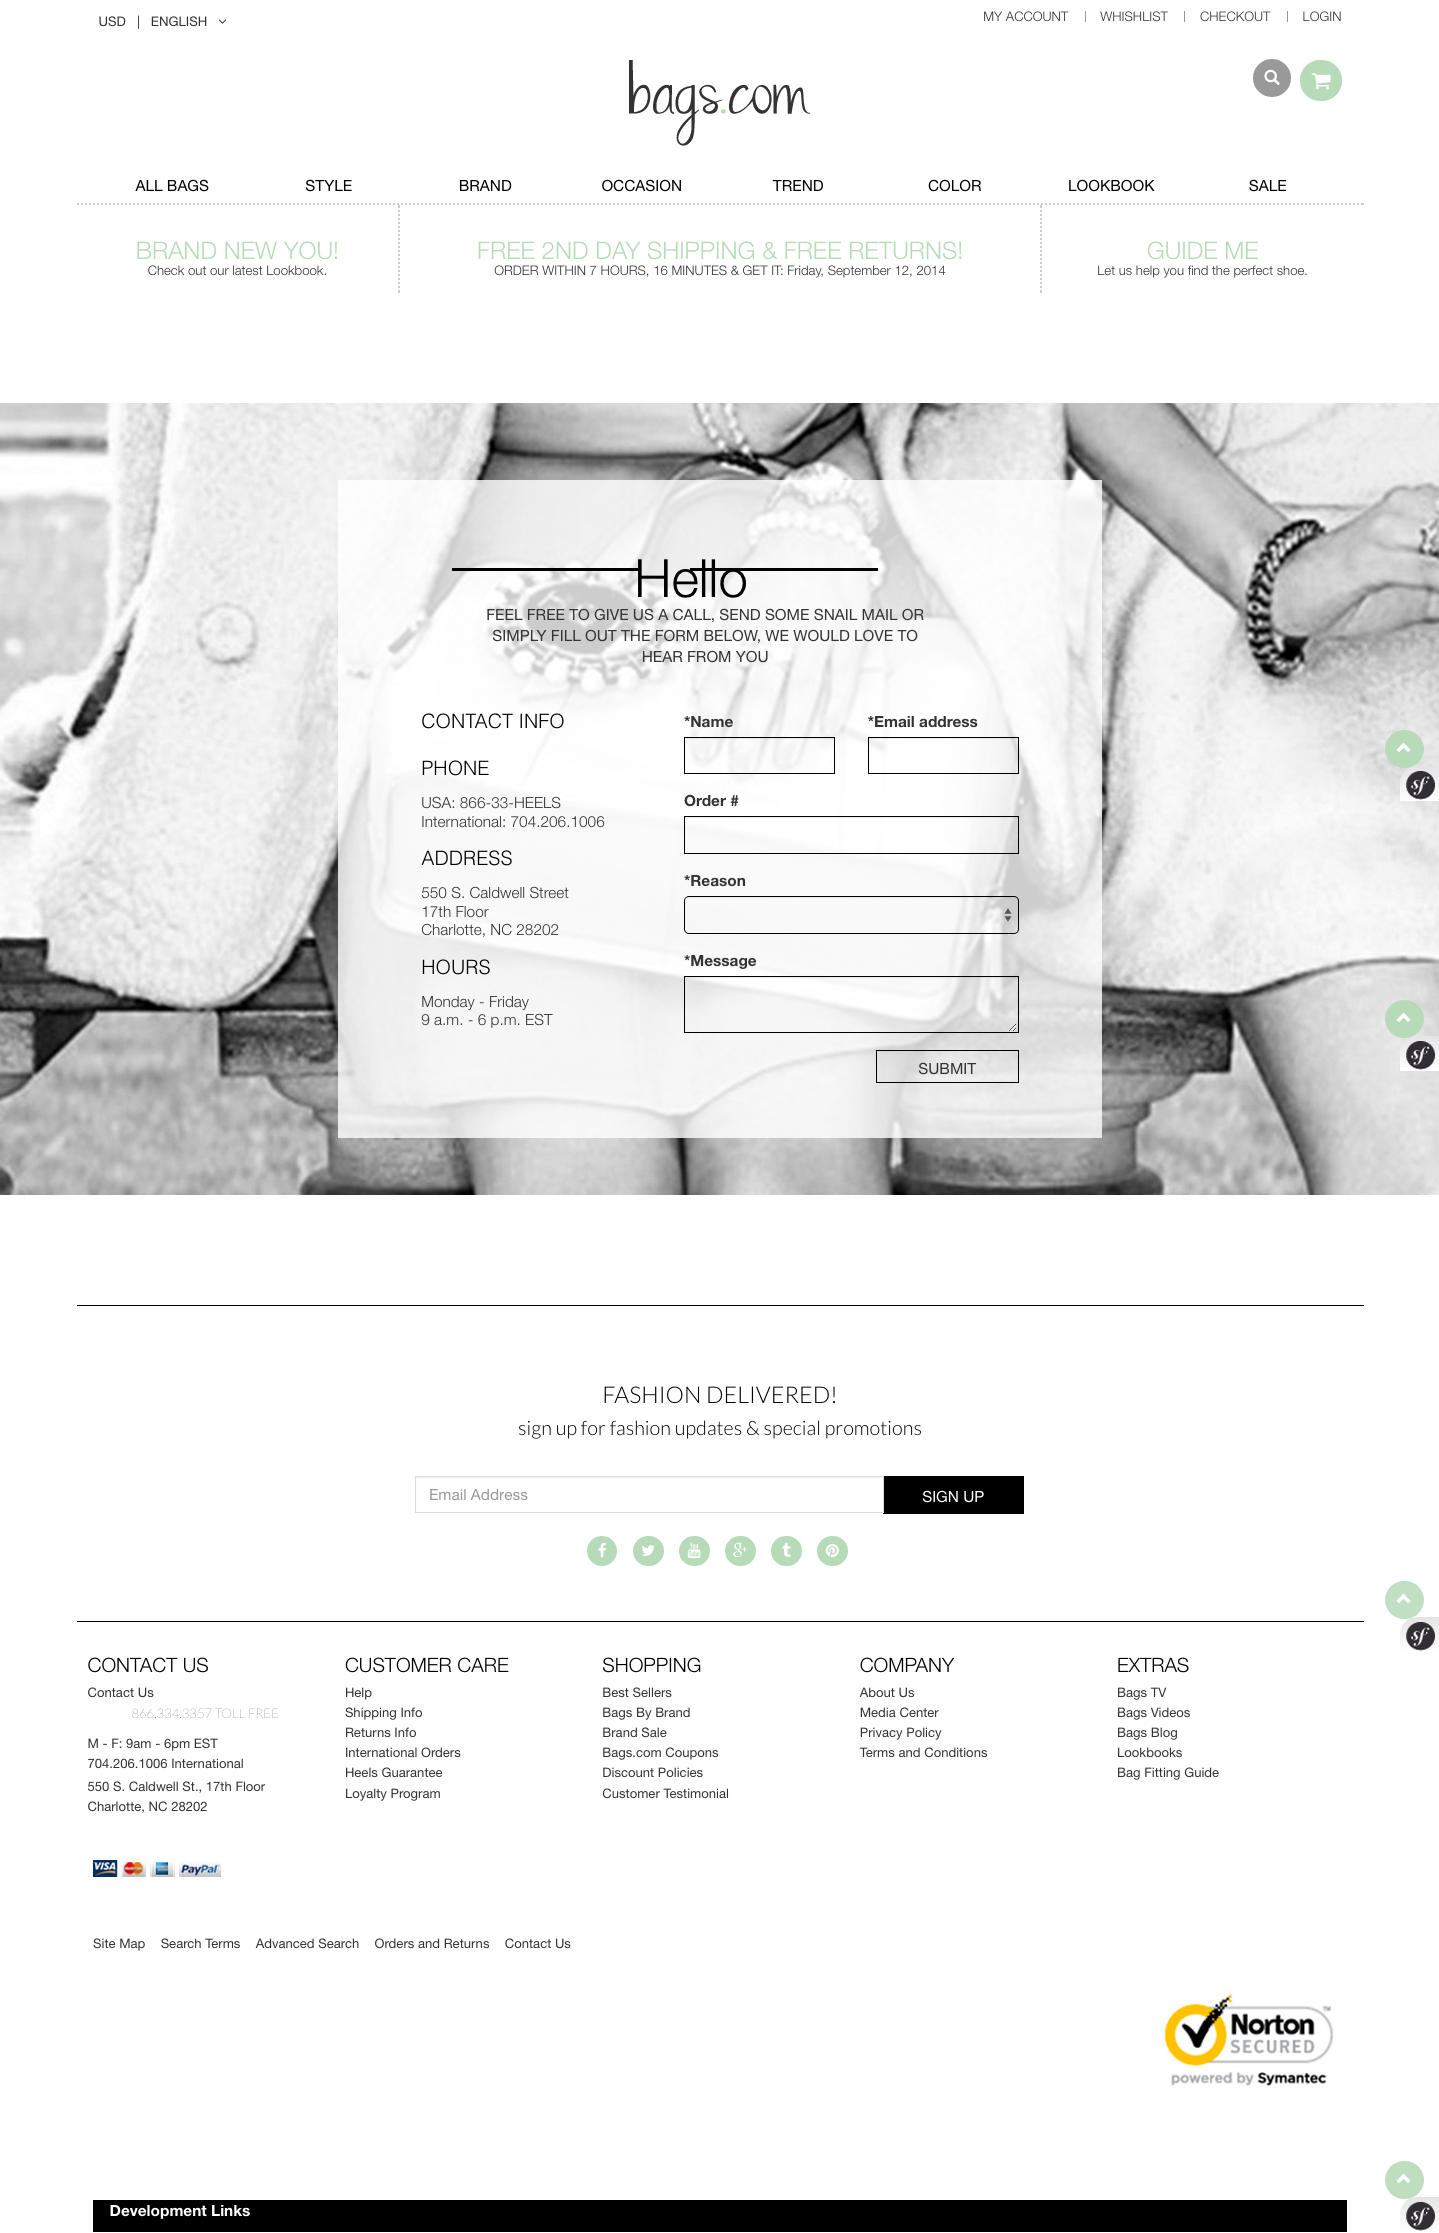 USD | ENGLISH
MY ACCOUNT | WHISHLIST | CHECKOUT | LOGIN
bags.com
ALL BAGS STYLE BRAND OCCASION TREND COLOR LOOKBOOK SALE
BRAND NEW YOU!
Check out our latest Lookbook.
FREE 2ND DAY SHIPPING & FREE RETURNS!
ORDER WITHIN 7 HOURS, 16 MINUTES & GET IT: Friday, September 12, 2014
GUIDE ME
Let us help you find the perfect shoe.
Hello
FEEL FREE TO GIVE US A CALL, SEND SOME SNAIL MAIL OR
SIMPLY FILL OUT THE FORM BELOW, WE WOULD LOVE TO
HEAR FROM YOU
CONTACT INFO
PHONE
USA: 866-33-HEELS
International: 704.206.1006
ADDRESS
550 S. Caldwell Street
17th Floor
Charlotte, NC 28202
HOURS
Monday - Friday
9 a.m. - 6 p.m. EST
*Name *Email address
Order #
*Reason
*Message
SUBMIT
sf
sf
FASHION DELIVERED!
sign up for fashion updates & special promotions
Email Address SIGN UP
sf
CONTACT US
Contact Us
866.334.3357 TOLL FREE
M - F: 9am - 6pm EST
704.206.1006 International
550 S. Caldwell St., 17th Floor
Charlotte, NC 28202
CUSTOMER CARE
Help
Shipping Info
Returns Info
International Orders
Heels Guarantee
Loyalty Program
SHOPPING
Best Sellers
Bags By Brand
Brand Sale
Bags.com Coupons
Discount Policies
Customer Testimonial
COMPANY
About Us
Media Center
Privacy Policy
Terms and Conditions
EXTRAS
Bags TV
Bags Videos
Bags Blog
Lookbooks
Bag Fitting Guide
VISA MasterCard PayPal
Site Map Search Terms Advanced Search Orders and Returns Contact Us
Norton
SECURED
powered by Symantec
Development Links
sf